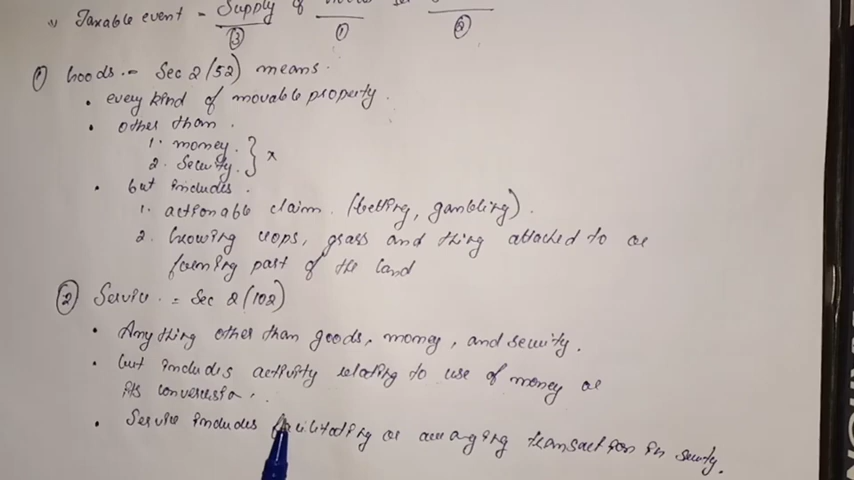 Taxable event = Supply of
③ ① ②
① Goods :- Sec 2(52) means.
• every kind of movable property.
• other than.
1. money.
2. Security. } x
• but includes.
1. actionable claim. (betting, gambling).
2. Growing crops, grass and thing attached to or
forming part of the land
② Service. = Sec 2(102)
• Anything other than goods, money, and security.
• but includes activity relating to use of money or
its conversion.
• Service includes facilitating or arranging transaction in security.